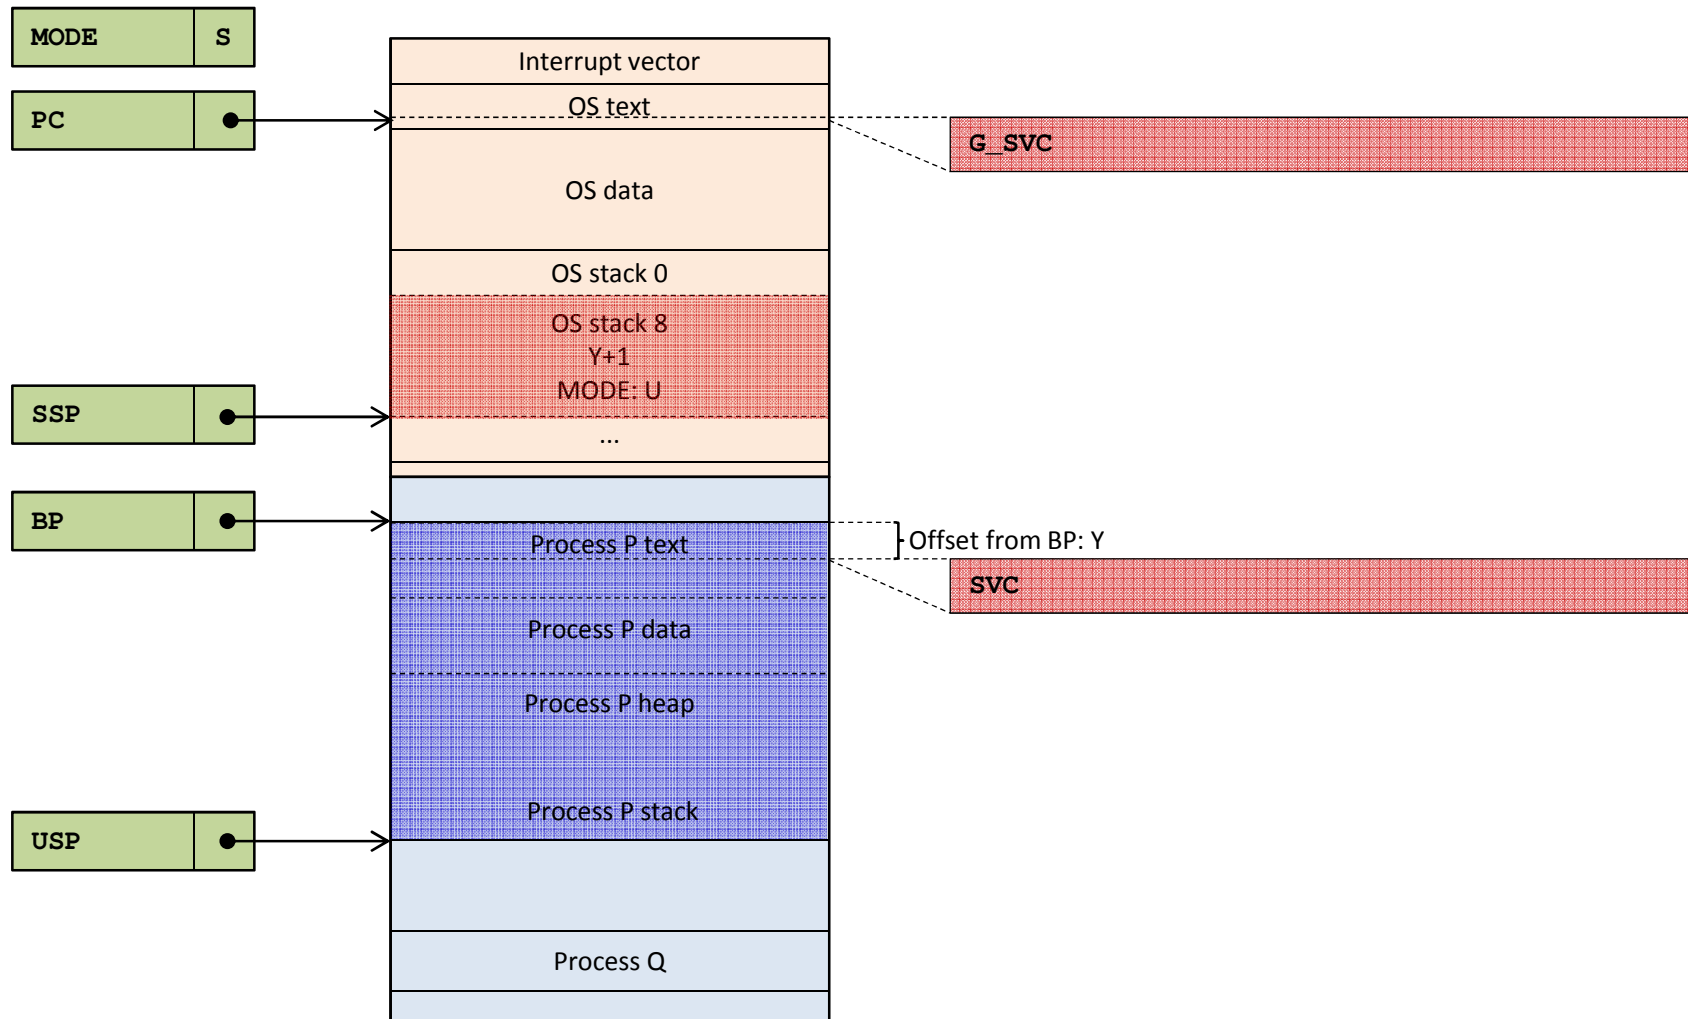 MODE S
Interrupt vector
PC
OS text
G_SVC
OS data
OS stack 0
OS stack 8
Y+1
MODE: U
SSP
...
BP
Process P text
Offset from BP: Y
SVC
Process P data
Process P heap
Process P stack
USP
Process Q